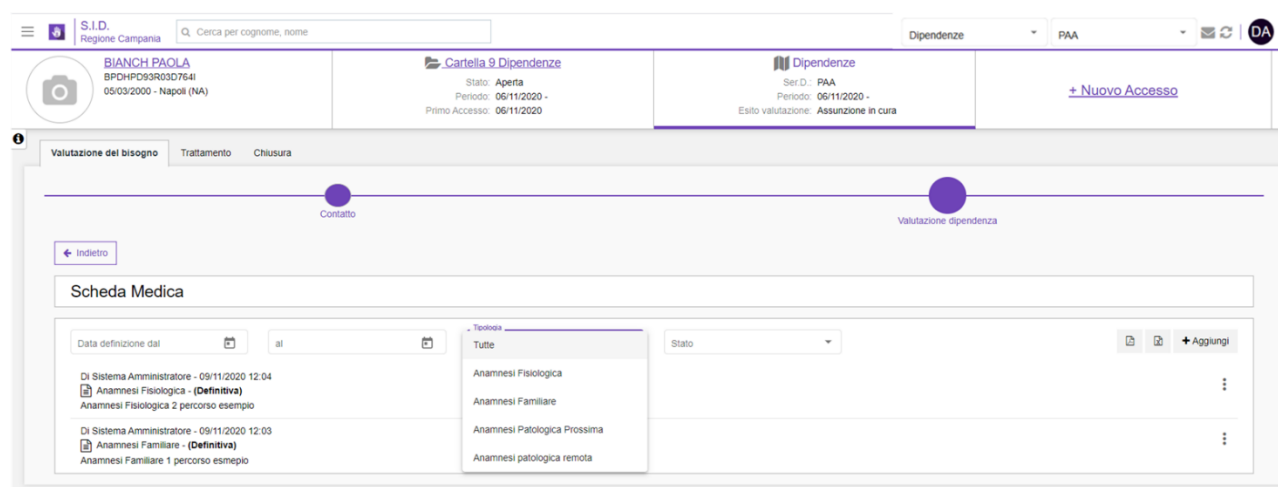 S.I.D.
Regione Campania
Cerca per cognome, nome
Dipendenze
PAA
DA
BIANCH PAOLA
BPDHPD93R03D764I
05/03/2000 - Napoli (NA)
Cartella 9 Dipendenze
Stato: Aperta
Periodo: 06/11/2020 -
Primo Accesso: 06/11/2020
Dipendenze
Ser.D.: PAA
Periodo: 06/11/2020 -
Esito valutazione: Assunzione in cura
+ Nuovo Accesso
Valutazione del bisogno
Trattamento
Chiusura
Contatto
Valutazione dipendenza
Indietro
Scheda Medica
Data definizione dal
al
Tipologia
Tutte
Anamnesi Fisiologica
Anamnesi Familiare
Anamnesi Patologica Prossima
Anamnesi patologica remota
Stato
+ Aggiungi
Di Sistema Amministratore - 09/11/2020 12:04
Anamnesi Fisiologica - (Definitiva)
Anamnesi Fisiologica 2 percorso esempio
Di Sistema Amministratore - 09/11/2020 12:03
Anamnesi Familiare - (Definitiva)
Anamnesi Familiare 1 percorso esmepio